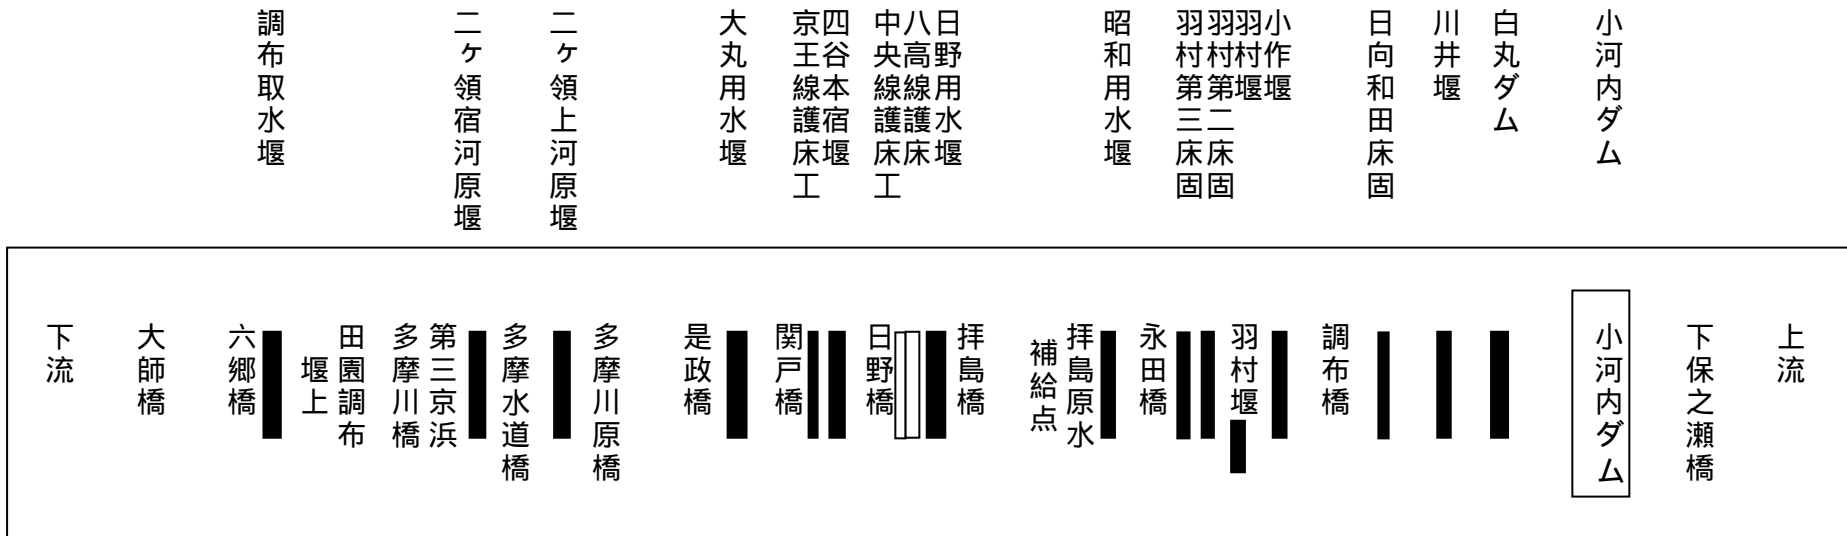 小河内ダム
白丸ダム
川井堰
日向和田床固
小作堰
羽村堰
羽村第二床固
羽村第三床固
昭和用水堰
日野用水堰
八高線護床
中央線護床工
四谷本宿堰
京王線護床工
大丸用水堰
二ヶ領上河原堰
二ヶ領宿河原堰
調布取水堰
上流
下保之瀬橋
小河内ダム
調布橋
羽村堰
永田橋
拝島原水
補給点
拝島橋
日野橋
関戸橋
是政橋
多摩川原橋
多摩水道橋
第三京浜
多摩川橋
田園調布
堰上
六郷橋
大師橋
下流